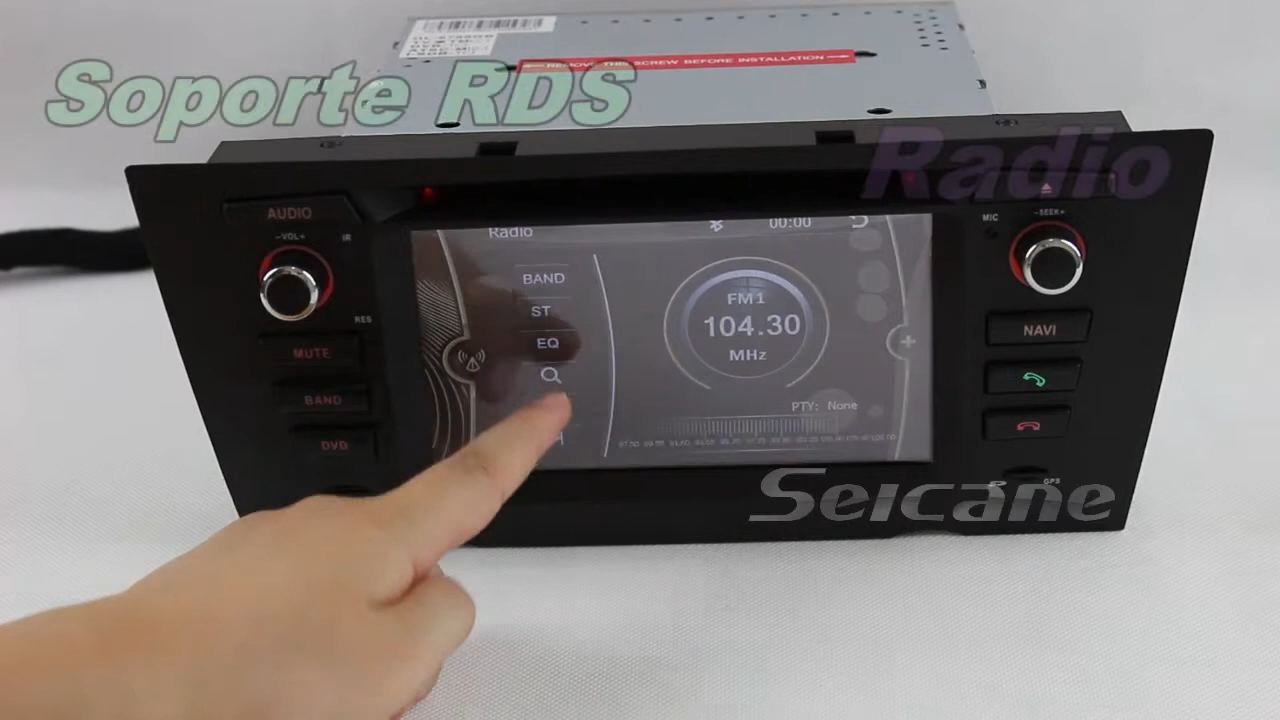 Soporte RDS
Radio
REMOVE THIS SCREW BEFORE INSTALLATION
AUDIO
-VOL+
IR
RES
MUTE
BAND
DVD
Radio
00:00
BAND
ST
EQ
FM1
104.30
MHz
PTY: None
MIC
-SEEK+
NAVI
GPS
Seicane